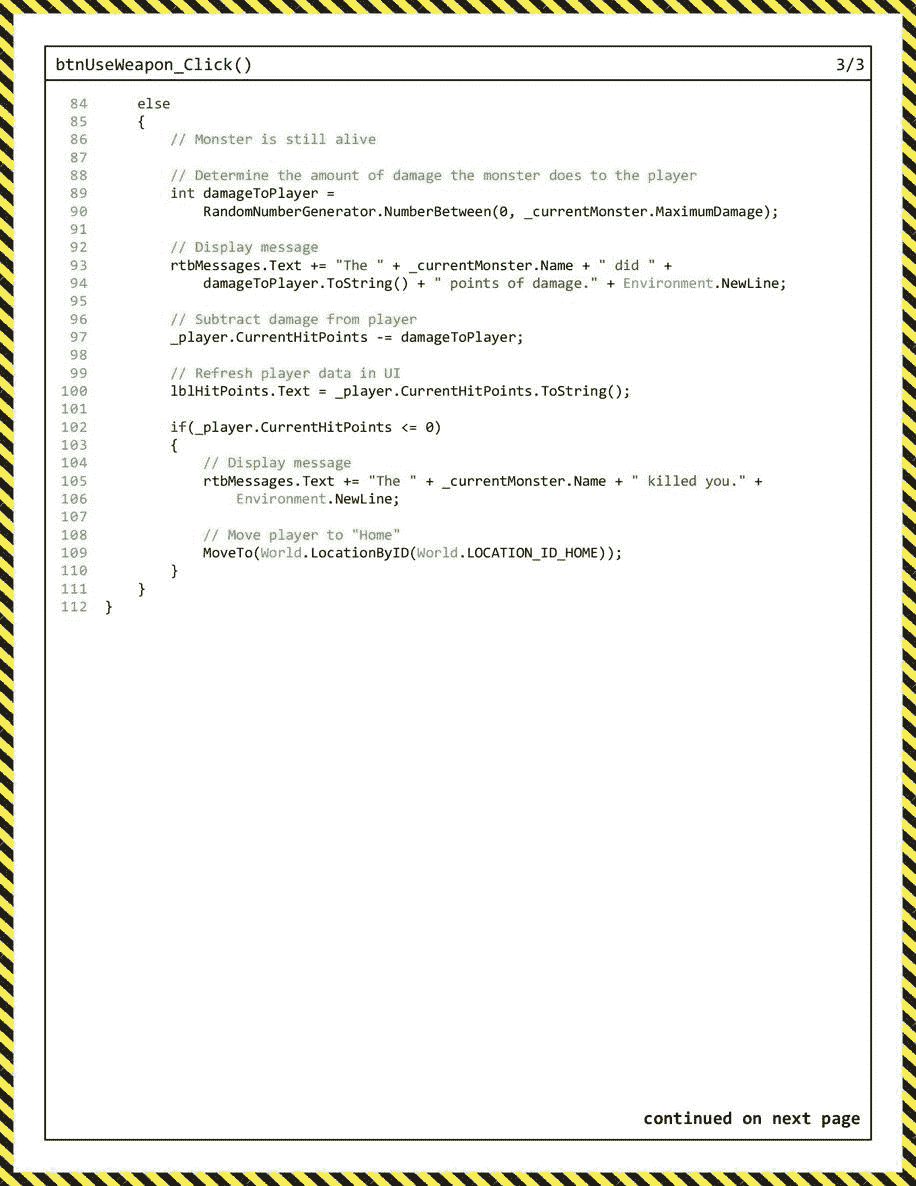 btnUseWeapon_Click() 3/3
84     else
85     {
86         // Monster is still alive
87
88         // Determine the amount of damage the monster does to the player
89         int damageToPlayer =
90             RandomNumberGenerator.NumberBetween(0, _currentMonster.MaximumDamage);
91
92         // Display message
93         rtbMessages.Text += "The " + _currentMonster.Name + " did " +
94             damageToPlayer.ToString() + " points of damage." + Environment.NewLine;
95
96         // Subtract damage from player
97         _player.CurrentHitPoints -= damageToPlayer;
98
99         // Refresh player data in UI
100         lblHitPoints.Text = _player.CurrentHitPoints.ToString();
101
102         if(_player.CurrentHitPoints <= 0)
103         {
104             // Display message
105             rtbMessages.Text += "The " + _currentMonster.Name + " killed you." +
106                 Environment.NewLine;
107
108             // Move player to "Home"
109             MoveTo(World.LocationByID(World.LOCATION_ID_HOME));
110         }
111     }
112 }
continued on next page